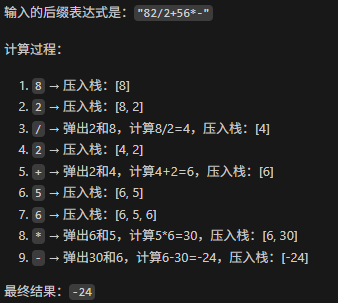 输入的后缀表达式是："82/2+56*-"
计算过程：
1. 8 → 压入栈：[8]
2. 2 → 压入栈：[8, 2]
3. / → 弹出2和8，计算8/2=4，压入栈：[4]
4. 2 → 压入栈：[4, 2]
5. + → 弹出2和4，计算4+2=6，压入栈：[6]
6. 5 → 压入栈：[6, 5]
7. 6 → 压入栈：[6, 5, 6]
8. * → 弹出6和5，计算5*6=30，压入栈：[6, 30]
9. - → 弹出30和6，计算6-30=-24，压入栈：[-24]
最终结果：-24